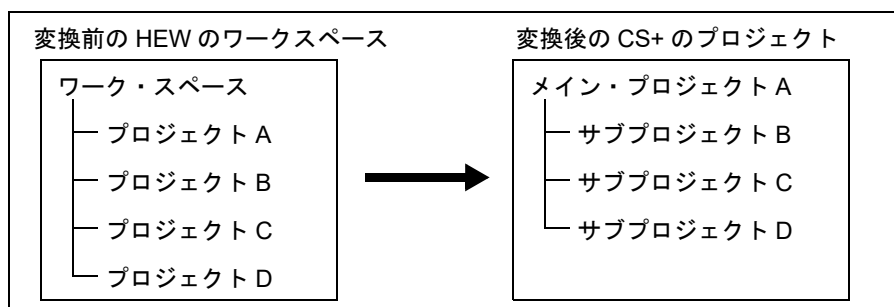 変換前の HEW のワークスペース
ワーク・スペース
プロジェクト A
プロジェクト B
プロジェクト C
プロジェクト D
変換後の CS+ のプロジェクト
メイン・プロジェクト A
サブプロジェクト B
サブプロジェクト C
サブプロジェクト D